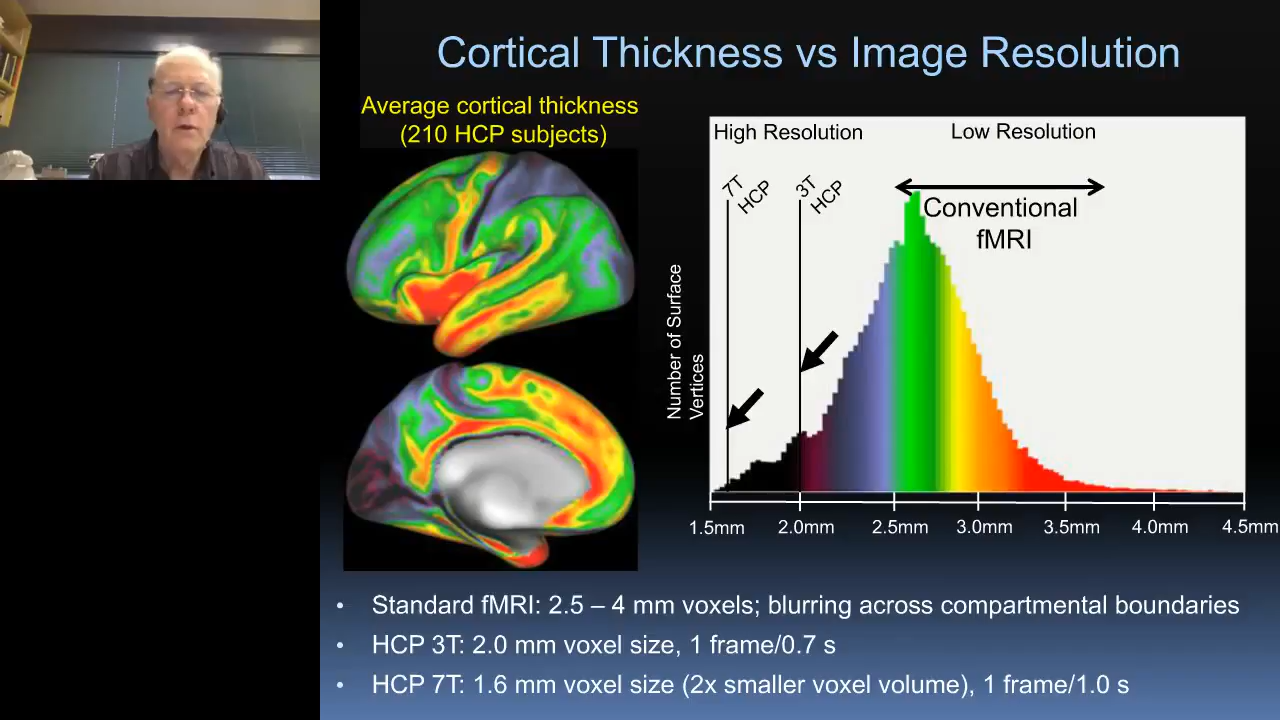 Cortical Thickness vs Image Resolution
Average cortical thickness
(210 HCP subjects)
High Resolution
Low Resolution
7T
HCP
3T
HCP
Conventional
fMRI
Number of Surface
Vertices
1.5mm
2.0mm
2.5mm
3.0mm
3.5mm
4.0mm
4.5mm
• Standard fMRI: 2.5 – 4 mm voxels; blurring across compartmental boundaries
• HCP 3T: 2.0 mm voxel size, 1 frame/0.7 s
• HCP 7T: 1.6 mm voxel size (2x smaller voxel volume), 1 frame/1.0 s